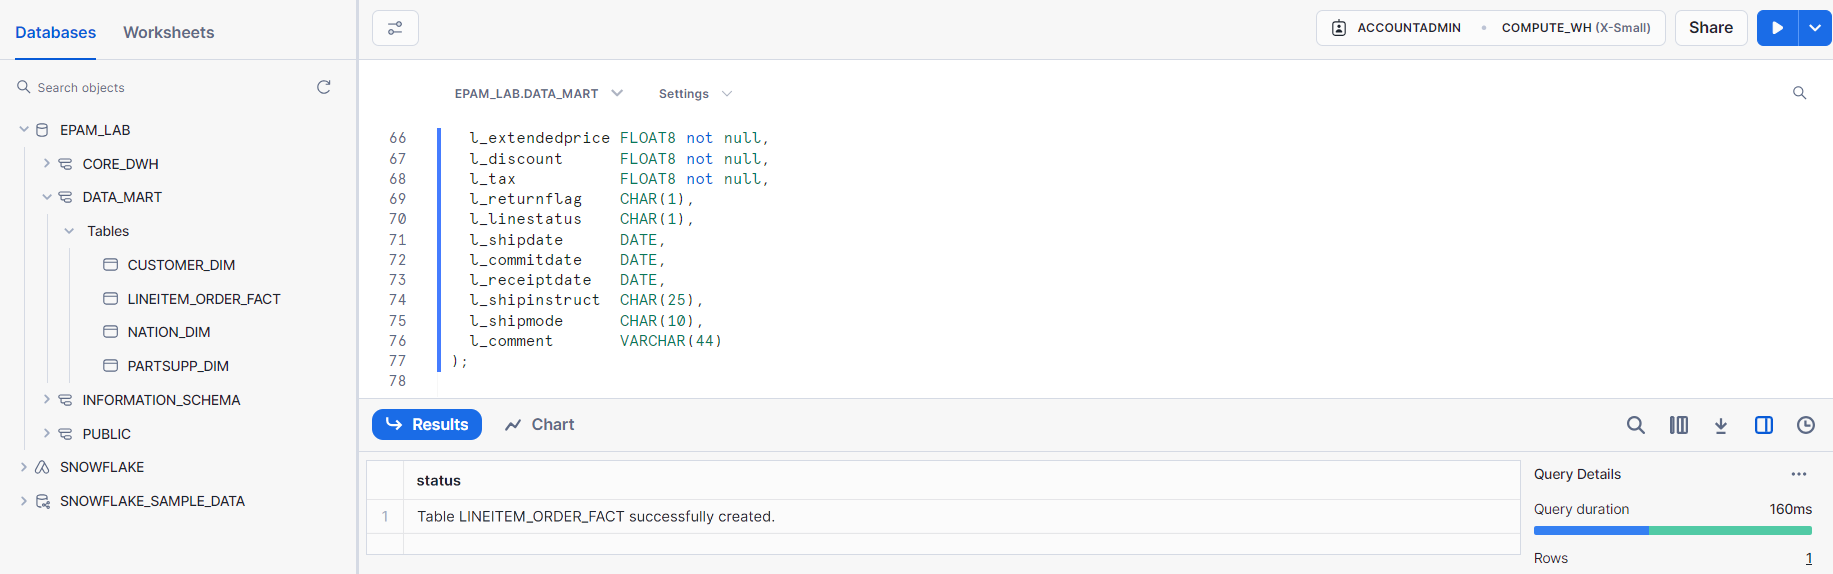 Databases
Worksheets
Search objects
EPAM_LAB
CORE_DWH
DATA_MART
Tables
CUSTOMER_DIM
LINEITEM_ORDER_FACT
NATION_DIM
PARTSUPP_DIM
INFORMATION_SCHEMA
PUBLIC
SNOWFLAKE
SNOWFLAKE_SAMPLE_DATA
ACCOUNTADMIN • COMPUTE_WH (X-Small)
Share
EPAM_LAB.DATA_MART
Settings
66 l_extendedprice FLOAT8 not null,
67 l_discount FLOAT8 not null,
68 l_tax FLOAT8 not null,
69 l_returnflag CHAR(1),
70 l_linestatus CHAR(1),
71 l_shipdate DATE,
72 l_commitdate DATE,
73 l_receiptdate DATE,
74 l_shipinstruct CHAR(25),
75 l_shipmode CHAR(10),
76 l_comment VARCHAR(44)
77 );
78
Results
Chart
status
1 Table LINEITEM_ORDER_FACT successfully created.
Query Details
Query duration 160ms
Rows 1